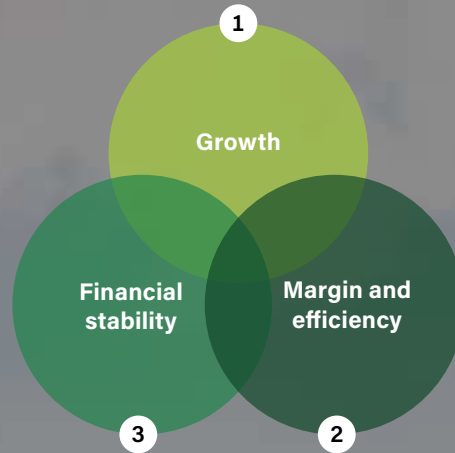 1
Growth
Financial
stability
Margin and
efficiency
3
2